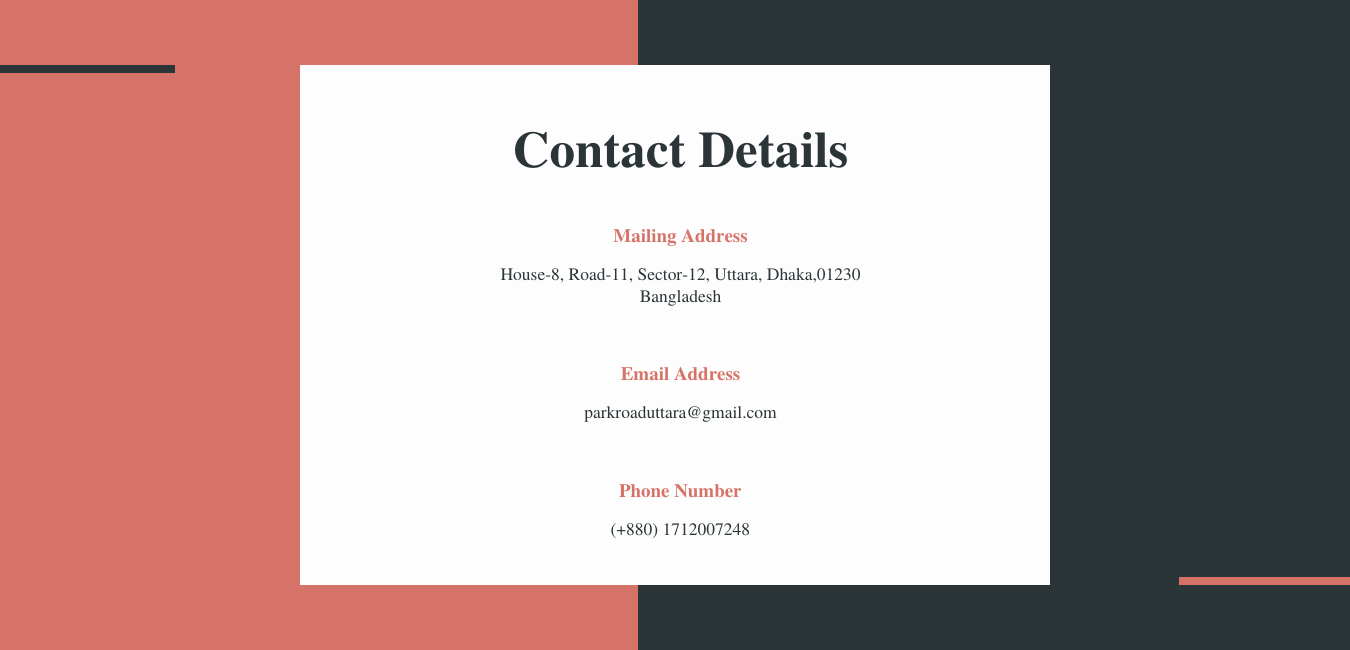 Contact Details
Mailing Address
House-8, Road-11, Sector-12, Uttara, Dhaka,01230
Bangladesh
Email Address
parkroaduttara@gmail.com
Phone Number
(+880) 1712007248